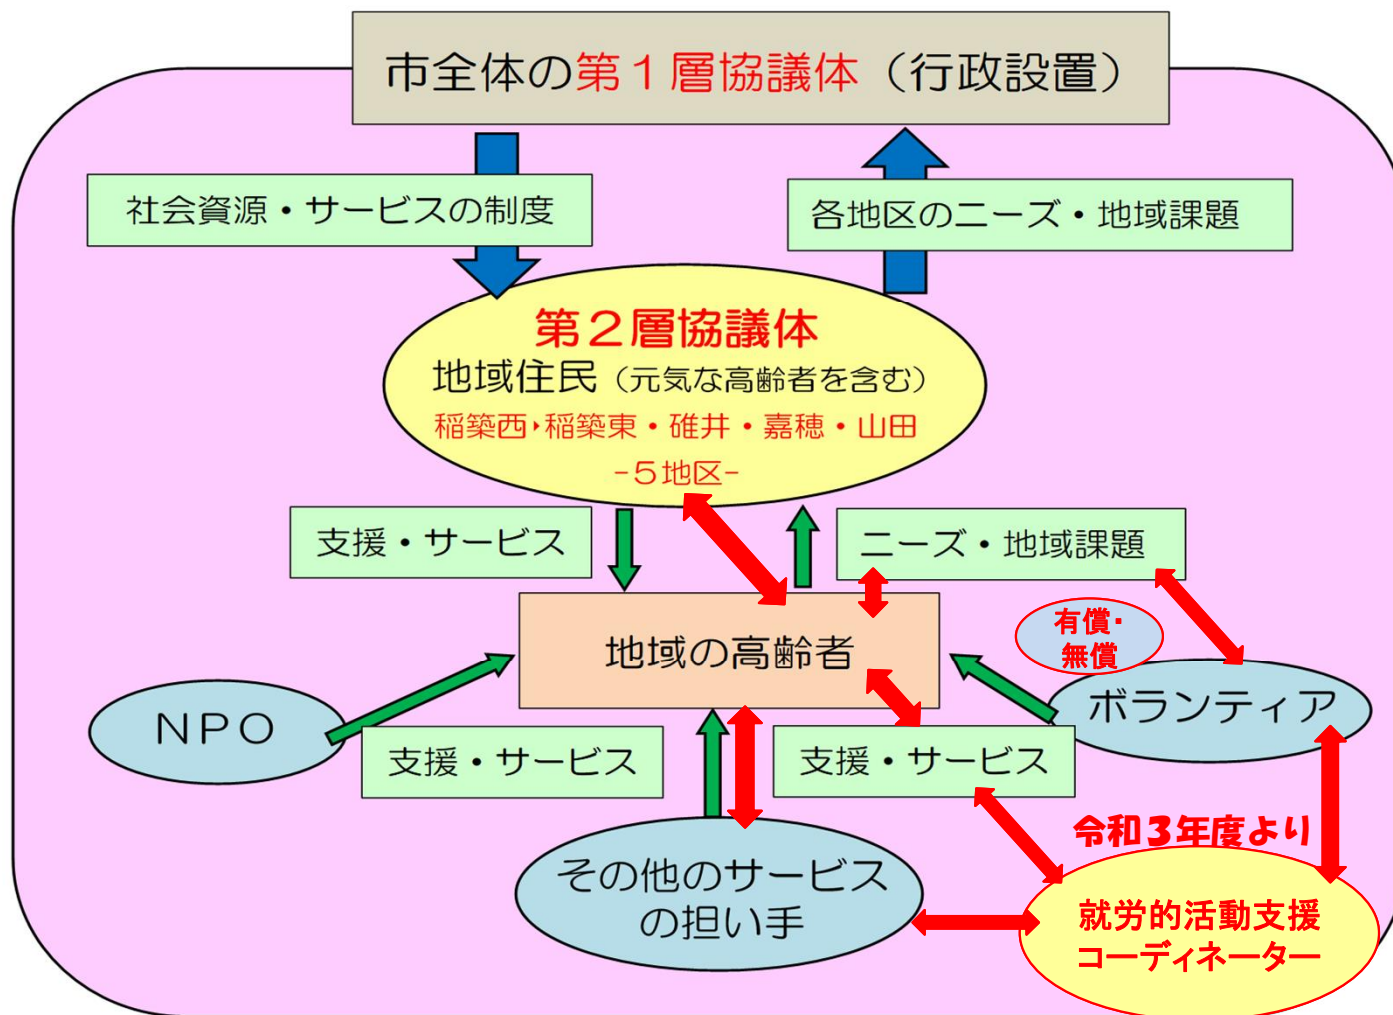 市全体の第１層協議体（行政設置）
社会資源・サービスの制度
各地区のニーズ・地域課題
第２層協議体
地域住民（元気な高齢者を含む）
稲築西・稲築東・碓井・嘉穂・山田
-５地区-
支援・サービス
ニーズ・地域課題
有償・
無償
地域の高齢者
ボランティア
ＮＰＯ
支援・サービス
支援・サービス
令和３年度より
その他のサービス
の担い手
就労的活動支援
コーディネーター